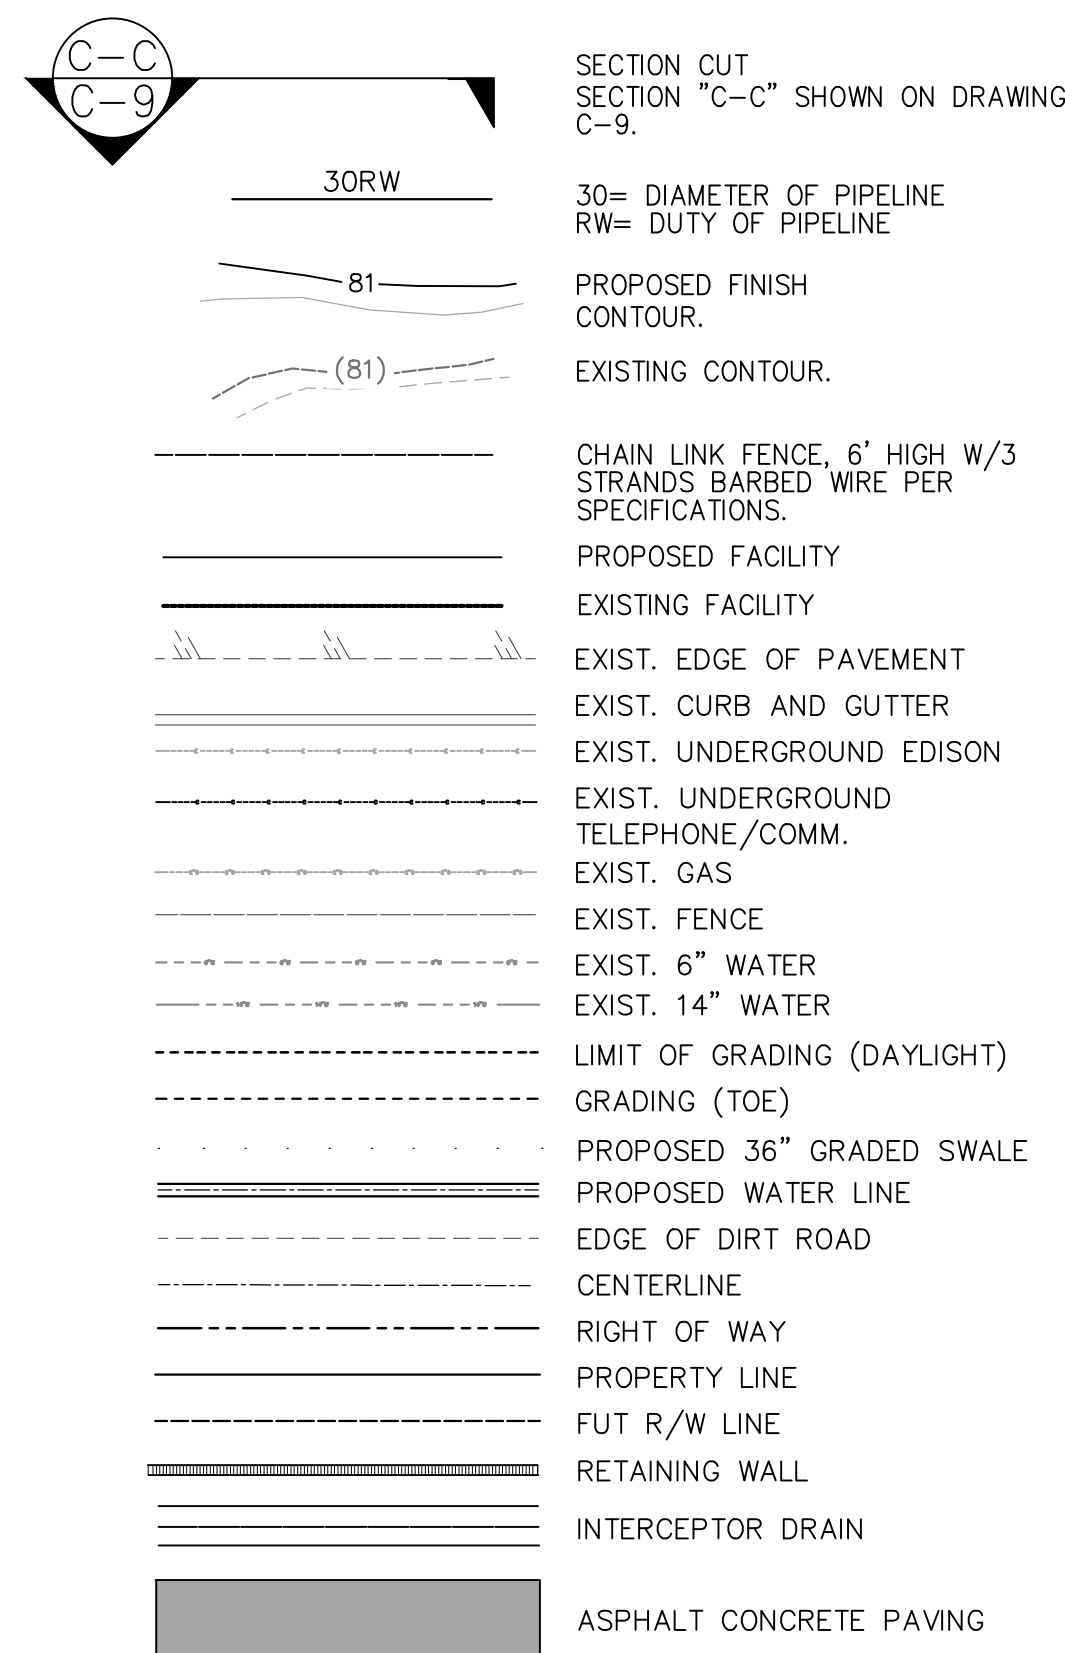 C-C
C-9
SECTION CUT
SECTION "C-C" SHOWN ON DRAWING
C-9.
30RW
30= DIAMETER OF PIPELINE
RW= DUTY OF PIPELINE
81
PROPOSED FINISH
CONTOUR.
(81)
EXISTING CONTOUR.
CHAIN LINK FENCE, 6' HIGH W/3
STRANDS BARBED WIRE PER
SPECIFICATIONS.
PROPOSED FACILITY
EXISTING FACILITY
EXIST. EDGE OF PAVEMENT
EXIST. CURB AND GUTTER
EXIST. UNDERGROUND EDISON
EXIST. UNDERGROUND
TELEPHONE/COMM.
EXIST. GAS
EXIST. FENCE
EXIST. 6" WATER
EXIST. 14" WATER
LIMIT OF GRADING (DAYLIGHT)
GRADING (TOE)
PROPOSED 36" GRADED SWALE
PROPOSED WATER LINE
EDGE OF DIRT ROAD
CENTERLINE
RIGHT OF WAY
PROPERTY LINE
FUT R/W LINE
RETAINING WALL
INTERCEPTOR DRAIN
ASPHALT CONCRETE PAVING